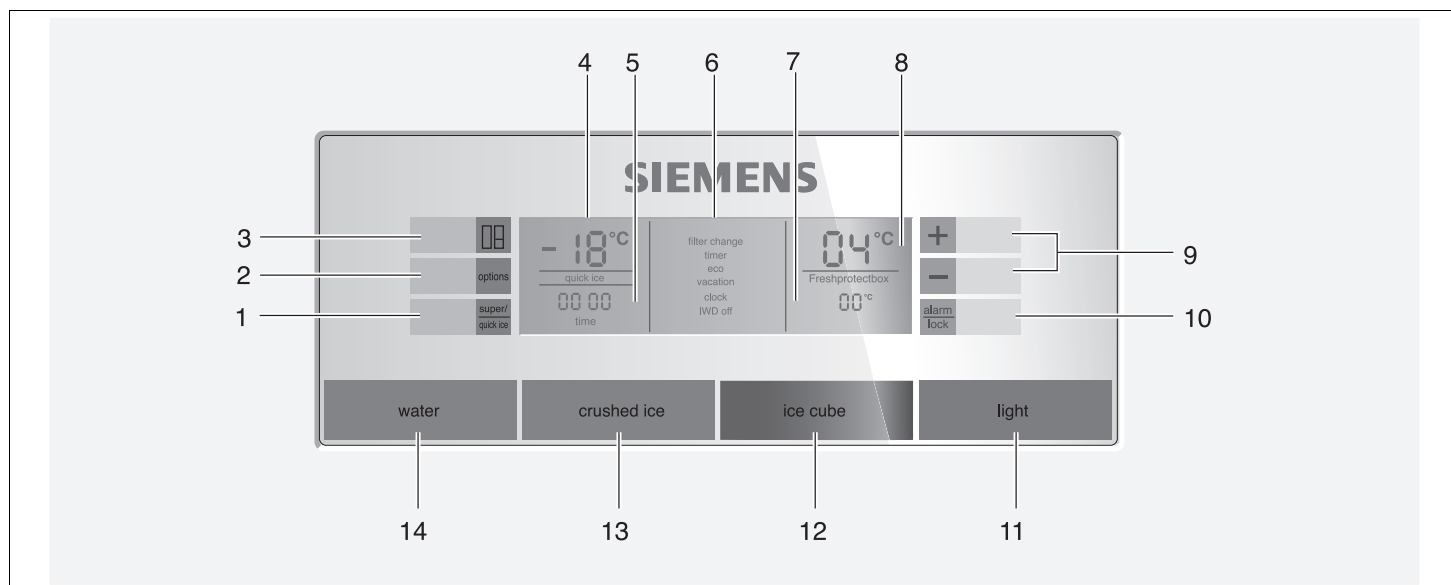 4 5 6 7 8
SIEMENS
3
2 options
1 super/
quick ice
-18°C
quick ice
00 00
time
filter change
timer
eco
vacation
clock
IWD off
04°C
Freshprotectbox
00°C
+
−
9
alarm
lock
10
water crushed ice ice cube light
14 13 12 11